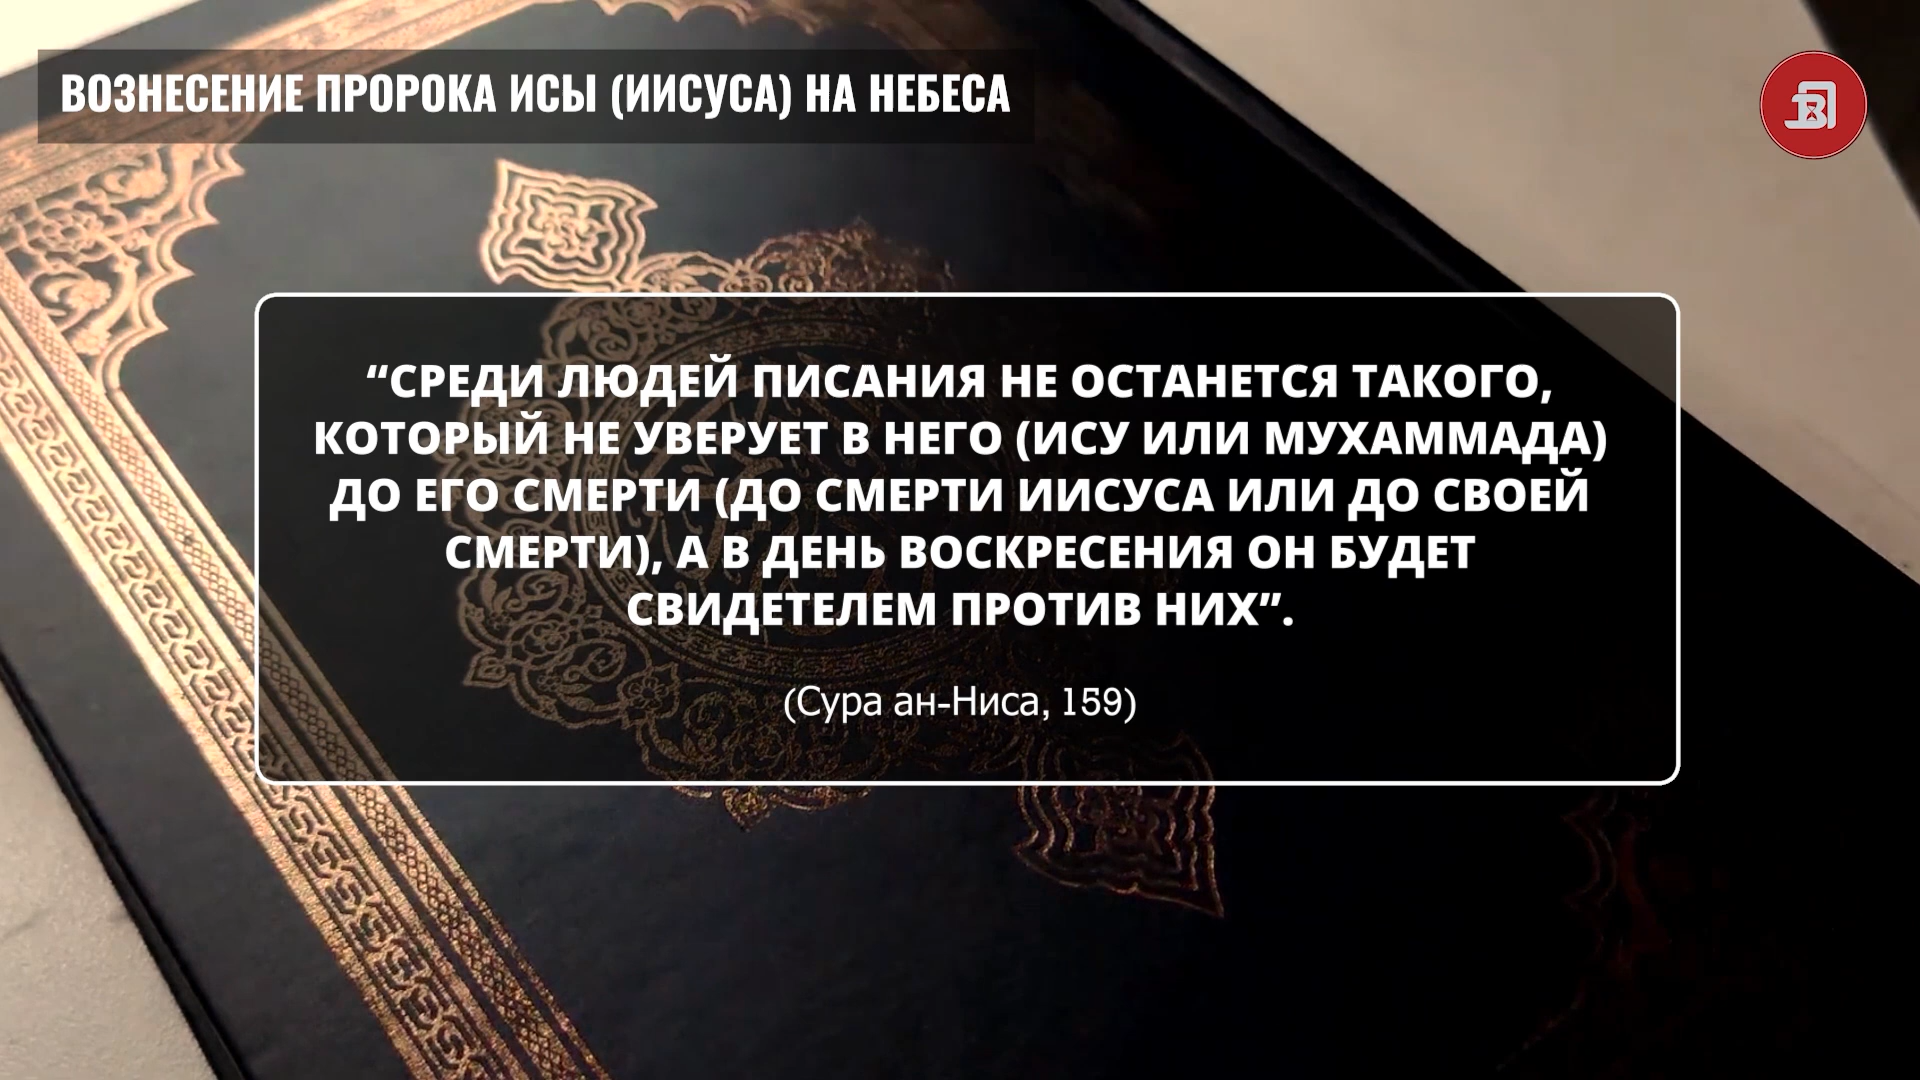 ВОЗНЕСЕНИЕ ПРОРОКА ИСЫ (ИИСУСА) НА НЕБЕСА
“СРЕДИ ЛЮДЕЙ ПИСАНИЯ НЕ ОСТАНЕТСЯ ТАКОГО,
КОТОРЫЙ НЕ УВЕРУЕТ В НЕГО (ИСУ ИЛИ МУХАММАДА)
ДО ЕГО СМЕРТИ (ДО СМЕРТИ ИИСУСА ИЛИ ДО СВОЕЙ
СМЕРТИ), А В ДЕНЬ ВОСКРЕСЕНИЯ ОН БУДЕТ
СВИДЕТЕЛЕМ ПРОТИВ НИХ”.
(Сура ан-Ниса, 159)